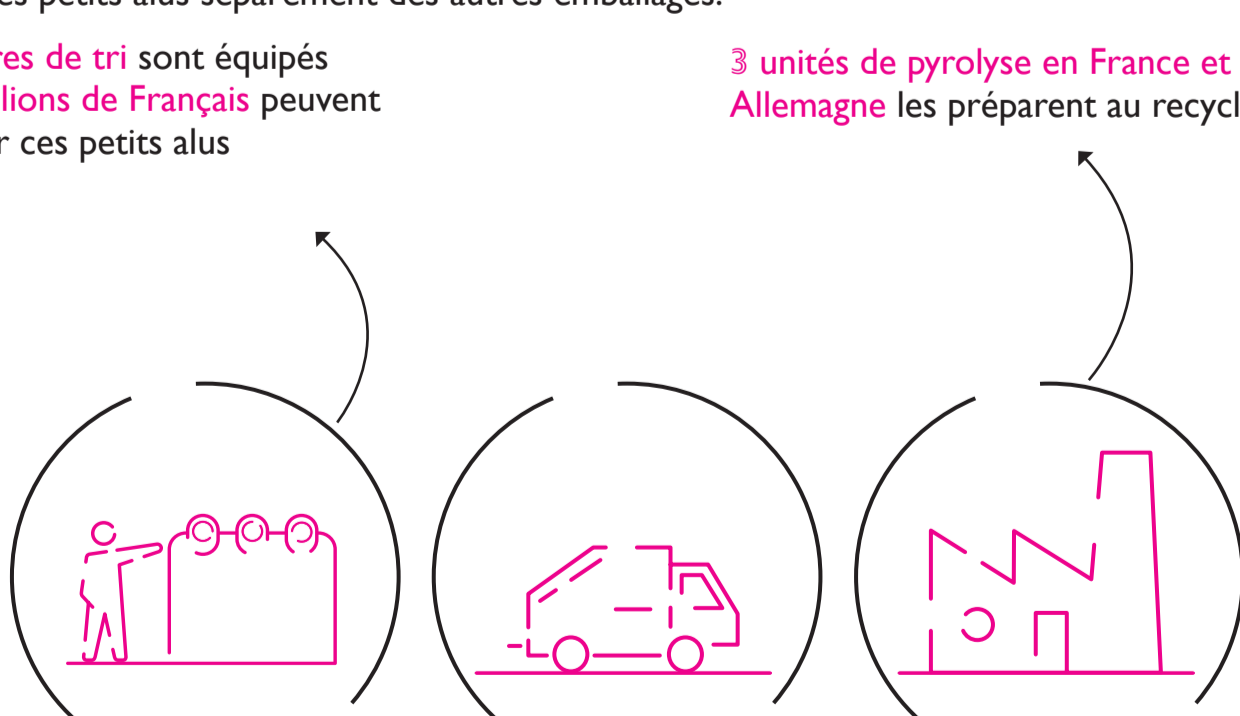 es petits alus séparément des autres emballages.
res de tri sont équipés
lions de Français peuvent
r ces petits alus
3 unités de pyrolyse en France et
Allemagne les préparent au recycl